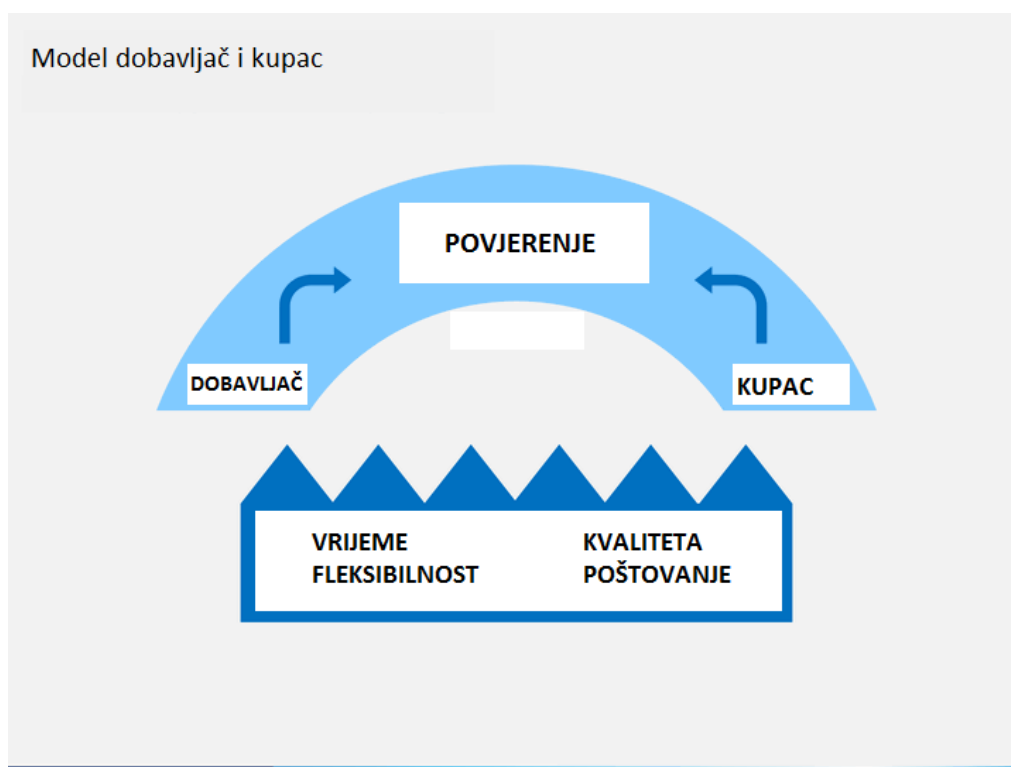 Model dobavljač i kupac
POVJERENJE
DOBAVLJAČ
KUPAC
VRIJEME
FLEKSIBILNOST
KVALITETA
POŠTOVANJE